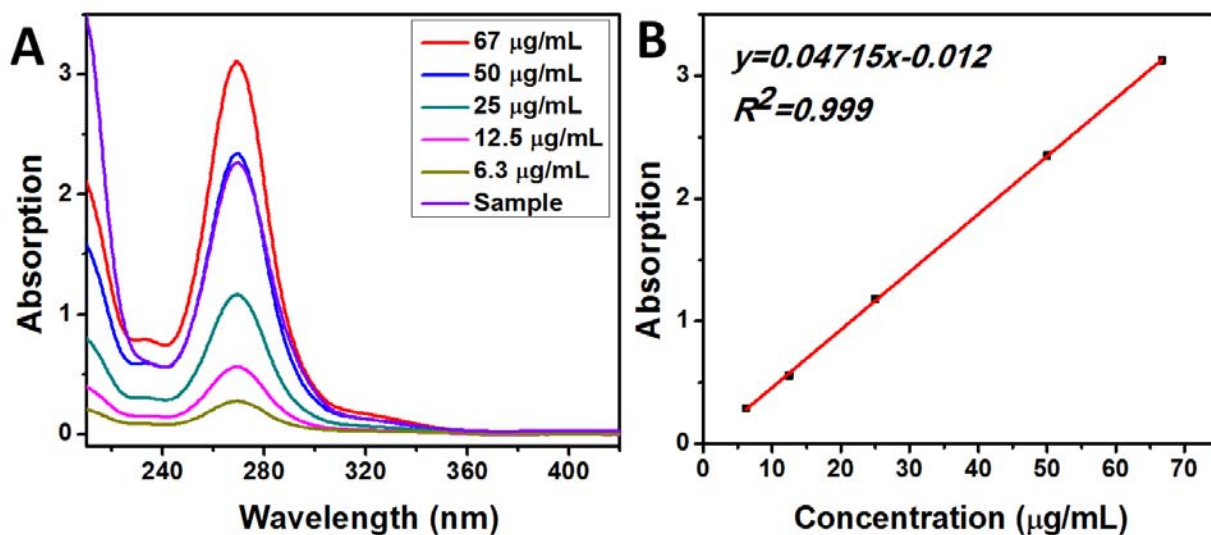 A
67 μg/mL
50 μg/mL
25 μg/mL
12.5 μg/mL
6.3 μg/mL
Sample
3
2
1
0
Absorption
240
280
320
360
400
Wavelength (nm)
B
y=0.04715x-0.012
R²=0.999
3
2
1
0
Absorption
0
10
20
30
40
50
60
70
Concentration (μg/mL)